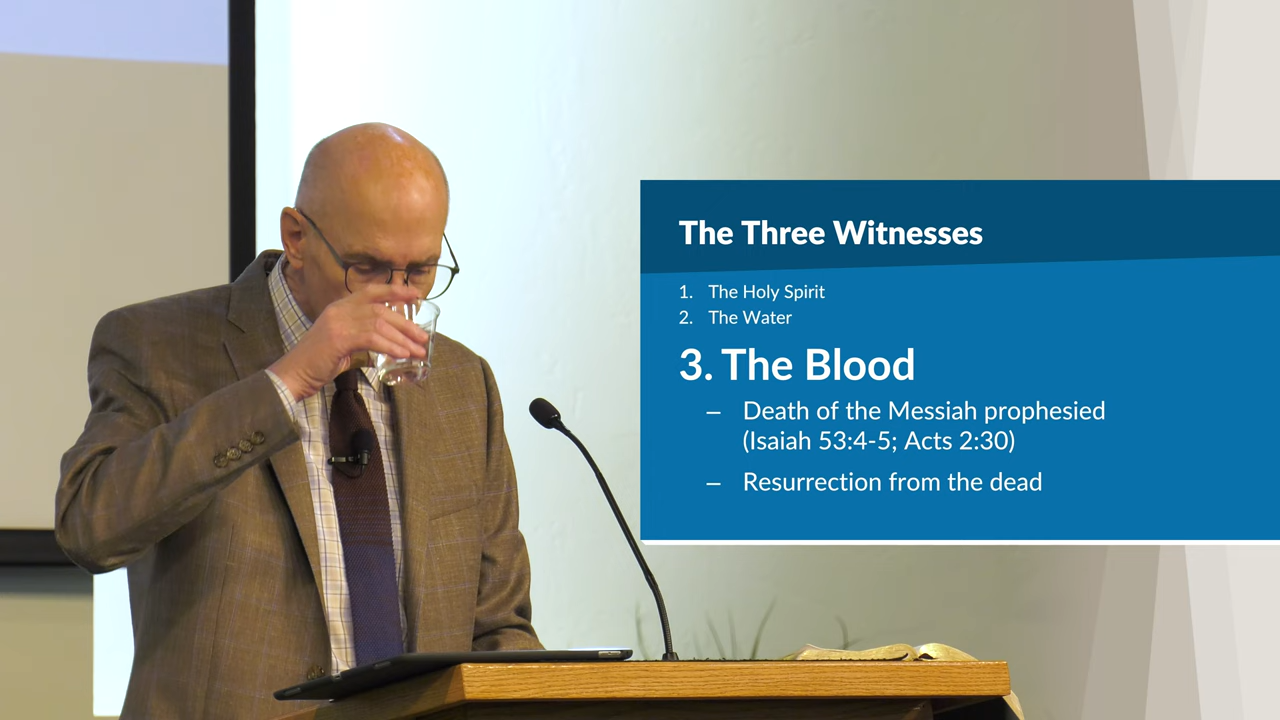 The Three Witnesses
1. The Holy Spirit
2. The Water
3. The Blood
– Death of the Messiah prophesied
(Isaiah 53:4-5; Acts 2:30)
– Resurrection from the dead